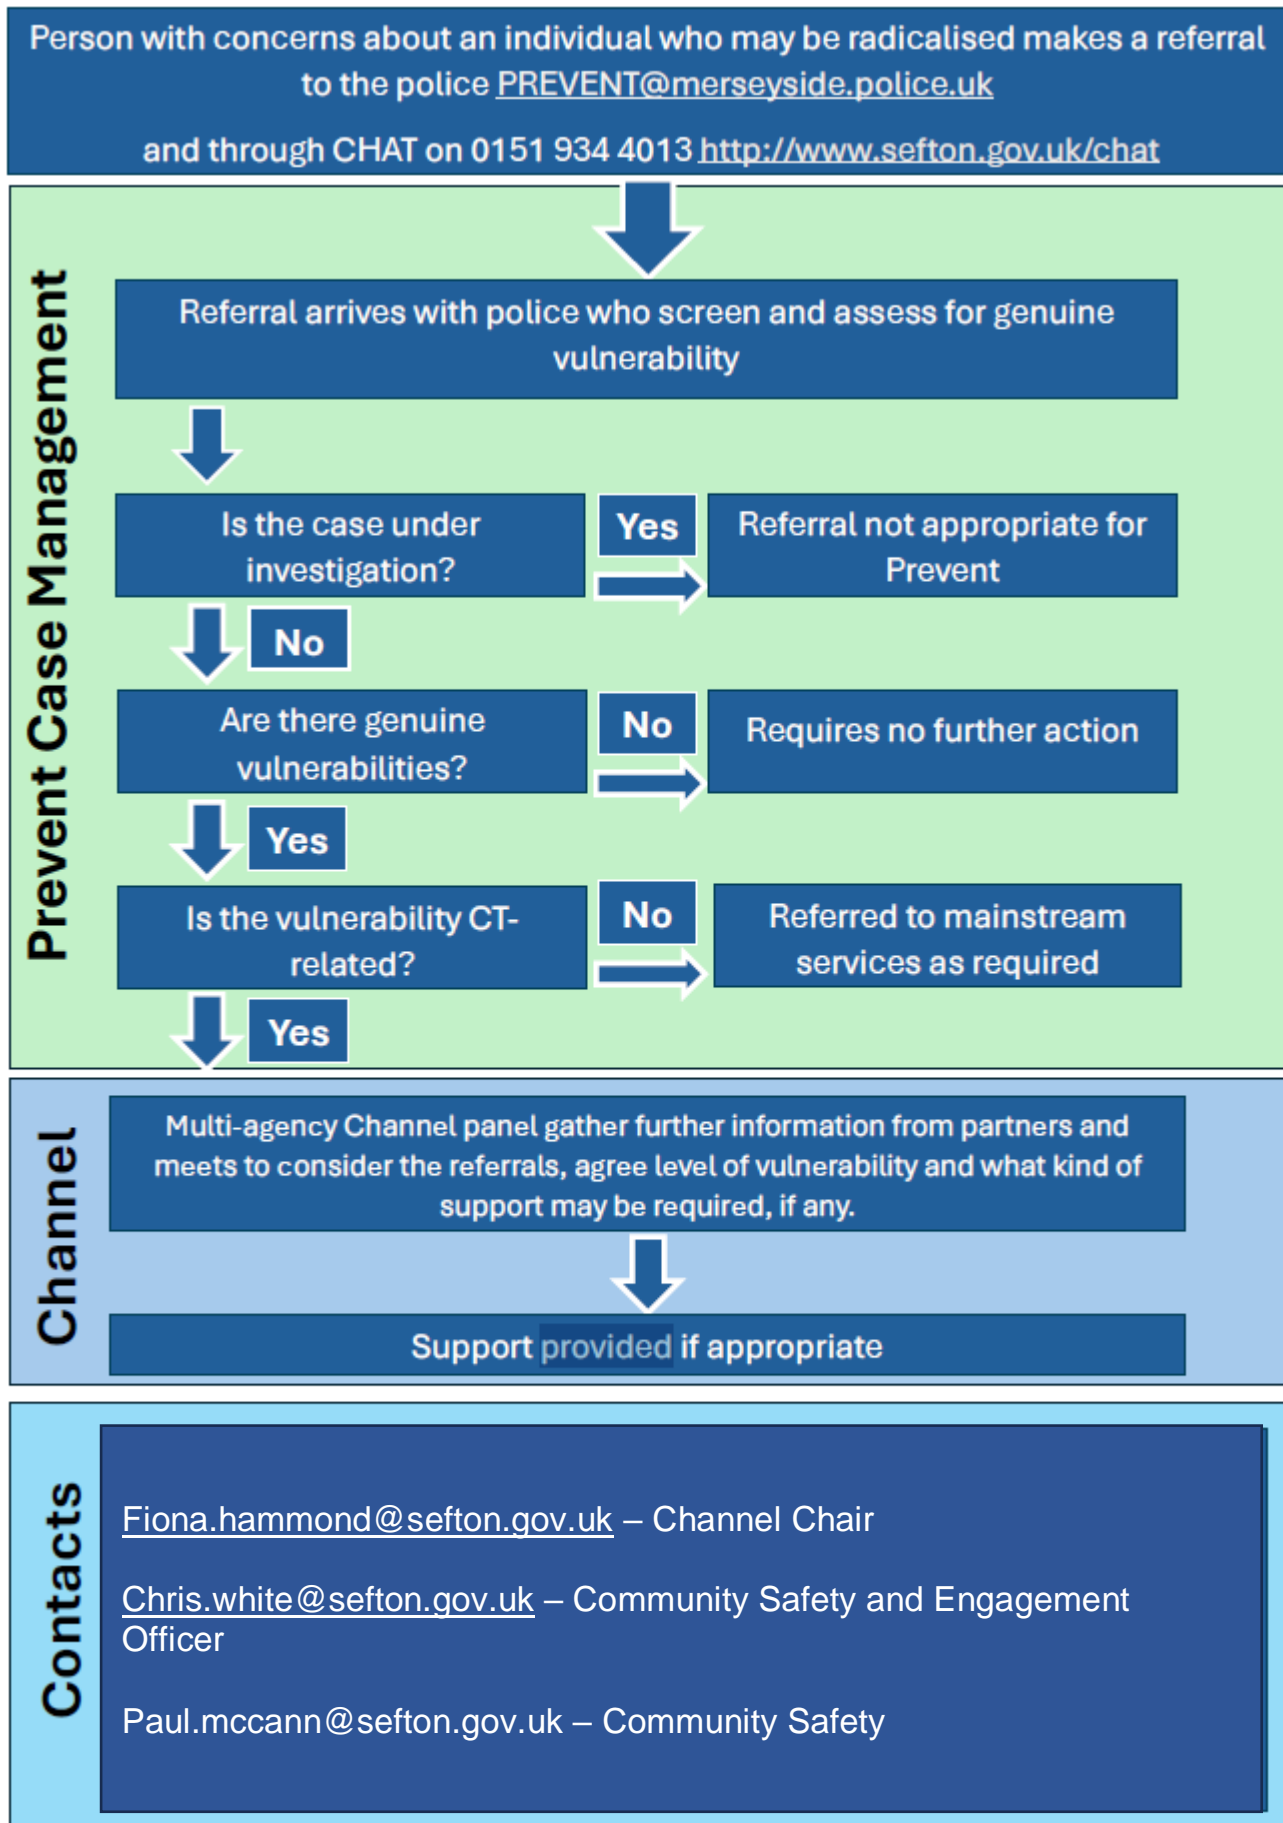 Person with concerns about an individual who may be radicalised makes a referral
to the police PREVENT@merseyside.police.uk
and through CHAT on 0151 934 4013 http://www.sefton.gov.uk/chat
Prevent Case Management
Referral arrives with police who screen and assess for genuine
vulnerability
Is the case under
investigation?
Yes
Referral not appropriate for
Prevent
No
Are there genuine
vulnerabilities?
No
Requires no further action
Yes
Is the vulnerability CT-
related?
No
Referred to mainstream
services as required
Yes
Channel
Multi-agency Channel panel gather further information from partners and
meets to consider the referrals, agree level of vulnerability and what kind of
support may be required, if any.
Support provided if appropriate
Contacts
Fiona.hammond@sefton.gov.uk – Channel Chair
Chris.white@sefton.gov.uk – Community Safety and Engagement
Officer
Paul.mccann@sefton.gov.uk – Community Safety